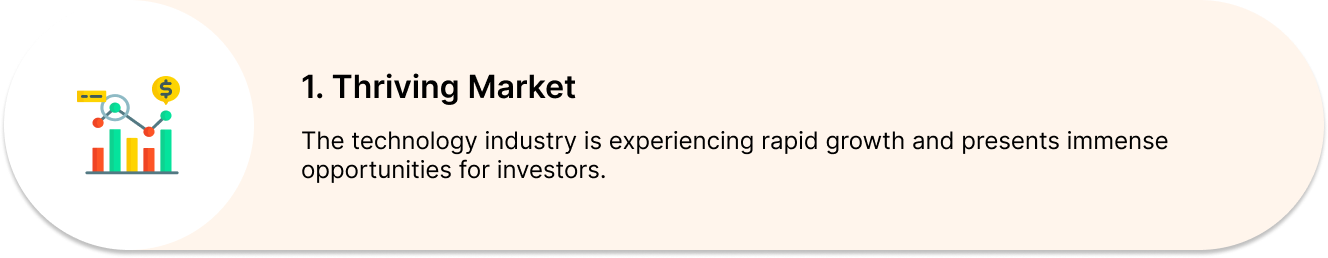 1. Thriving Market
The technology industry is experiencing rapid growth and presents immense
opportunities for investors.
$